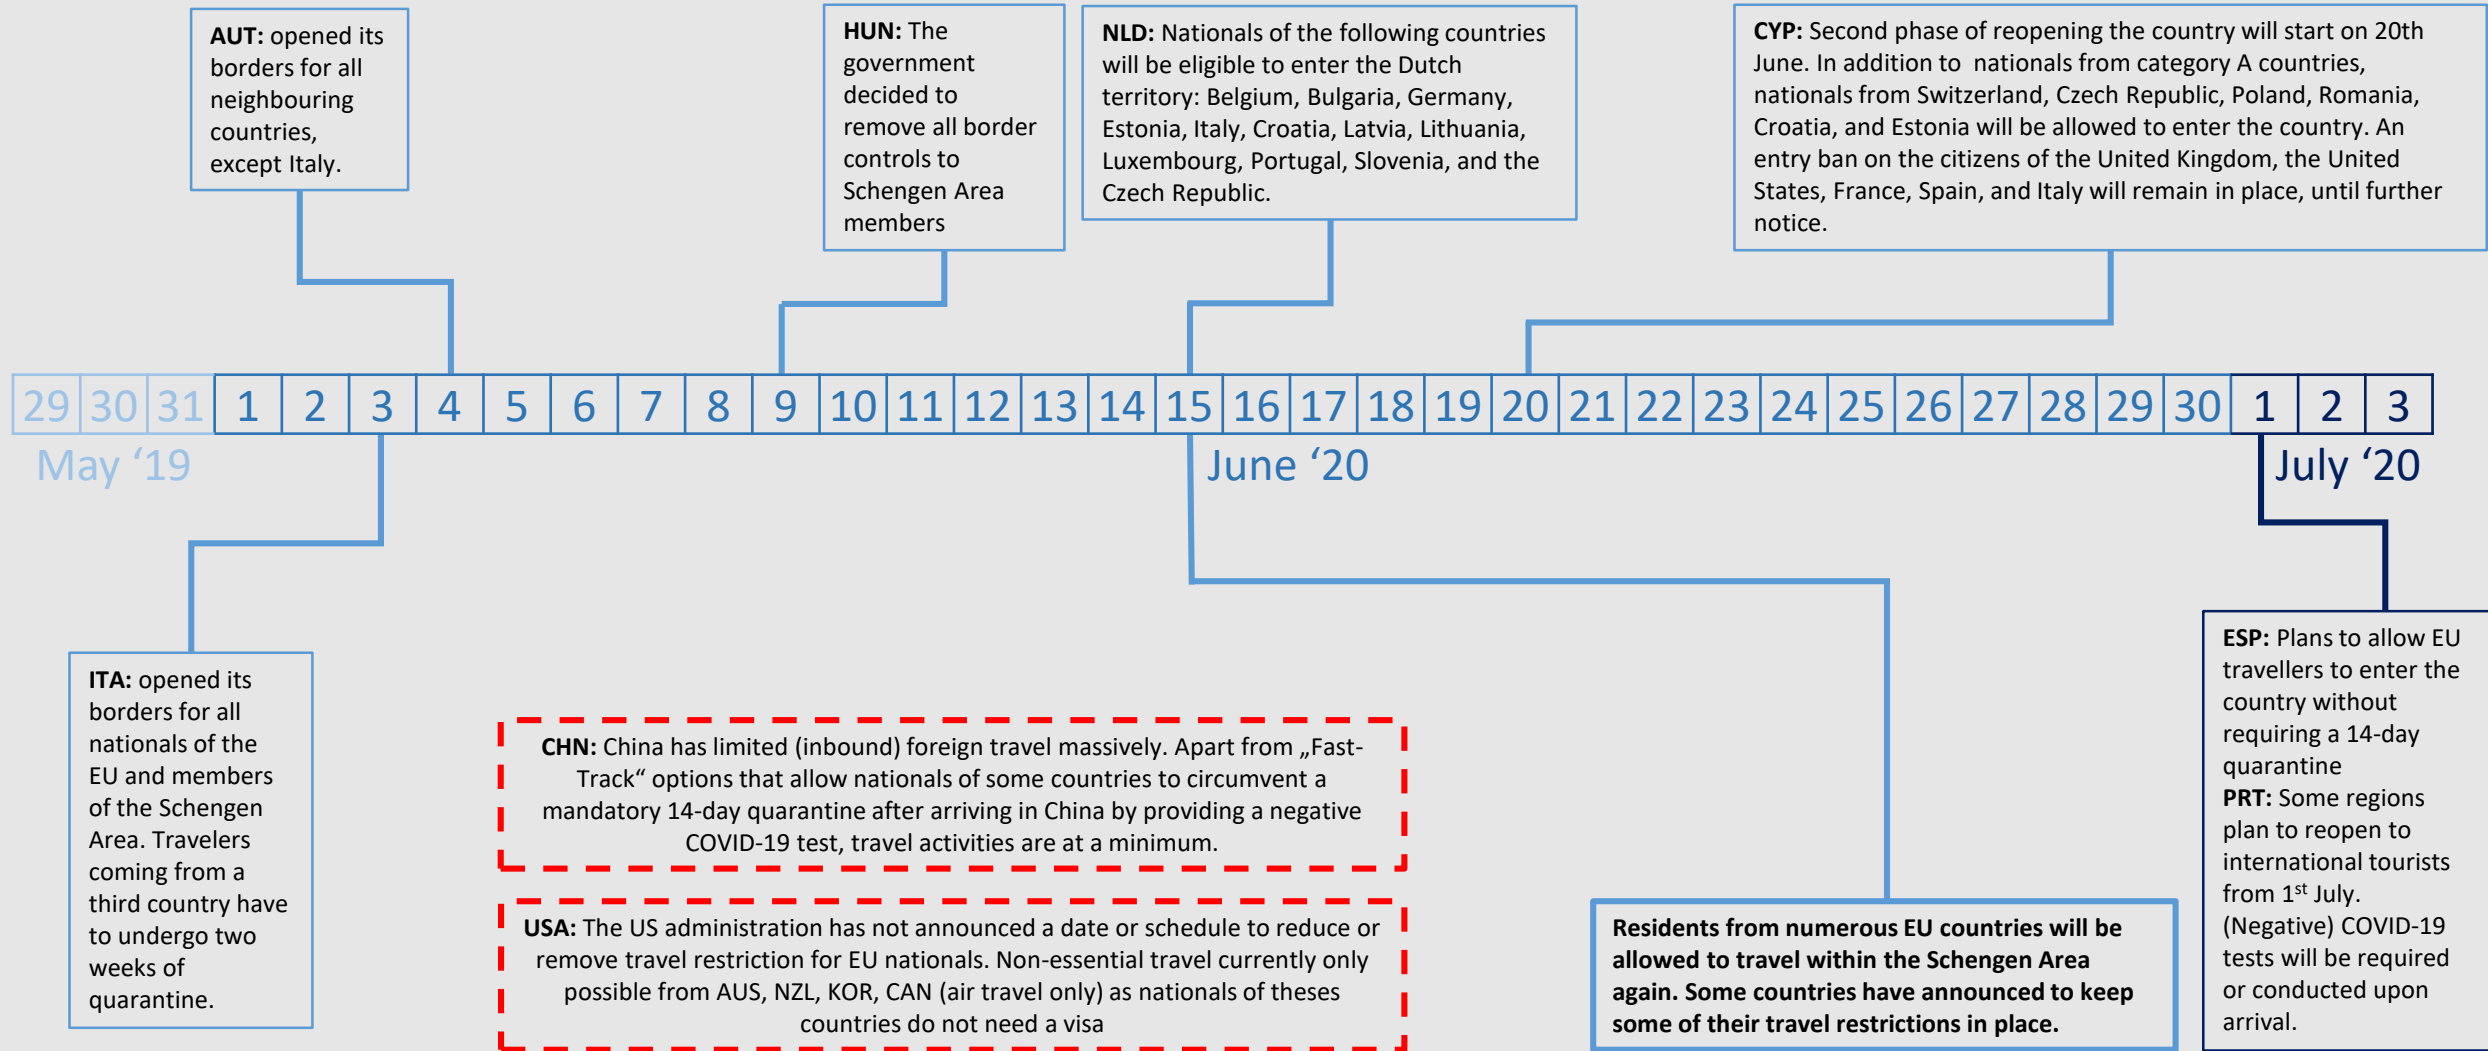 AUT: opened its
borders for all
neighbouring
countries,
except Italy.
HUN: The
government
decided to
remove all border
controls to
Schengen Area
members
NLD: Nationals of the following countries
will be eligible to enter the Dutch
territory: Belgium, Bulgaria, Germany,
Estonia, Italy, Croatia, Latvia, Lithuania,
Luxembourg, Portugal, Slovenia, and the
Czech Republic.
CYP: Second phase of reopening the country will start on 20th
June. In addition to nationals from category A countries,
nationals from Switzerland, Czech Republic, Poland, Romania,
Croatia, and Estonia will be allowed to enter the country. An
entry ban on the citizens of the United Kingdom, the United
States, France, Spain, and Italy will remain in place, until further
notice.
29 30 31 1 2 3 4 5 6 7 8 9 10 11 12 13 14 15 16 17 18 19 20 21 22 23 24 25 26 27 28 29 30 1 2 3
May ‘19
June ‘20
July ‘20
ITA: opened its
borders for all
nationals of the
EU and members
of the Schengen
Area. Travelers
coming from a
third country have
to undergo two
weeks of
quarantine.
CHN: China has limited (inbound) foreign travel massively. Apart from „Fast-
Track“ options that allow nationals of some countries to circumvent a
mandatory 14-day quarantine after arriving in China by providing a negative
COVID-19 test, travel activities are at a minimum.
USA: The US administration has not announced a date or schedule to reduce or
remove travel restriction for EU nationals. Non-essential travel currently only
possible from AUS, NZL, KOR, CAN (air travel only) as nationals of theses
countries do not need a visa
Residents from numerous EU countries will be
allowed to travel within the Schengen Area
again. Some countries have announced to keep
some of their travel restrictions in place.
ESP: Plans to allow EU
travellers to enter the
country without
requiring a 14-day
quarantine
PRT: Some regions
plan to reopen to
international tourists
from 1st July.
(Negative) COVID-19
tests will be required
or conducted upon
arrival.